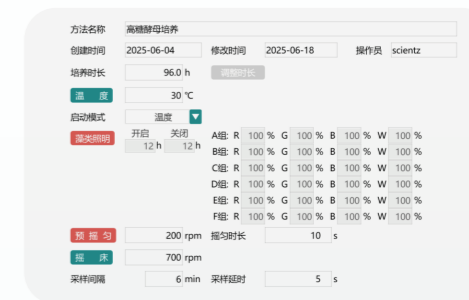 方法名称 高糖酵母培养
创建时间 2025-06-04 修改时间 2025-06-18 操作员 scientz
培养时长 96.0 h 调整时长
温度 30 ℃
启动模式 温度
藻类照明 开启 关闭
12 h 12 h
A组: R 100 % G 100 % B 100 % W 100 %
B组: R 100 % G 100 % B 100 % W 100 %
C组: R 100 % G 100 % B 100 % W 100 %
D组: R 100 % G 100 % B 100 % W 100 %
E组: R 100 % G 100 % B 100 % W 100 %
F组: R 100 % G 100 % B 100 % W 100 %
预摇匀 200 rpm 摇匀时长 10 s
摇床 700 rpm
采样间隔 6 min 采样延时 5 s